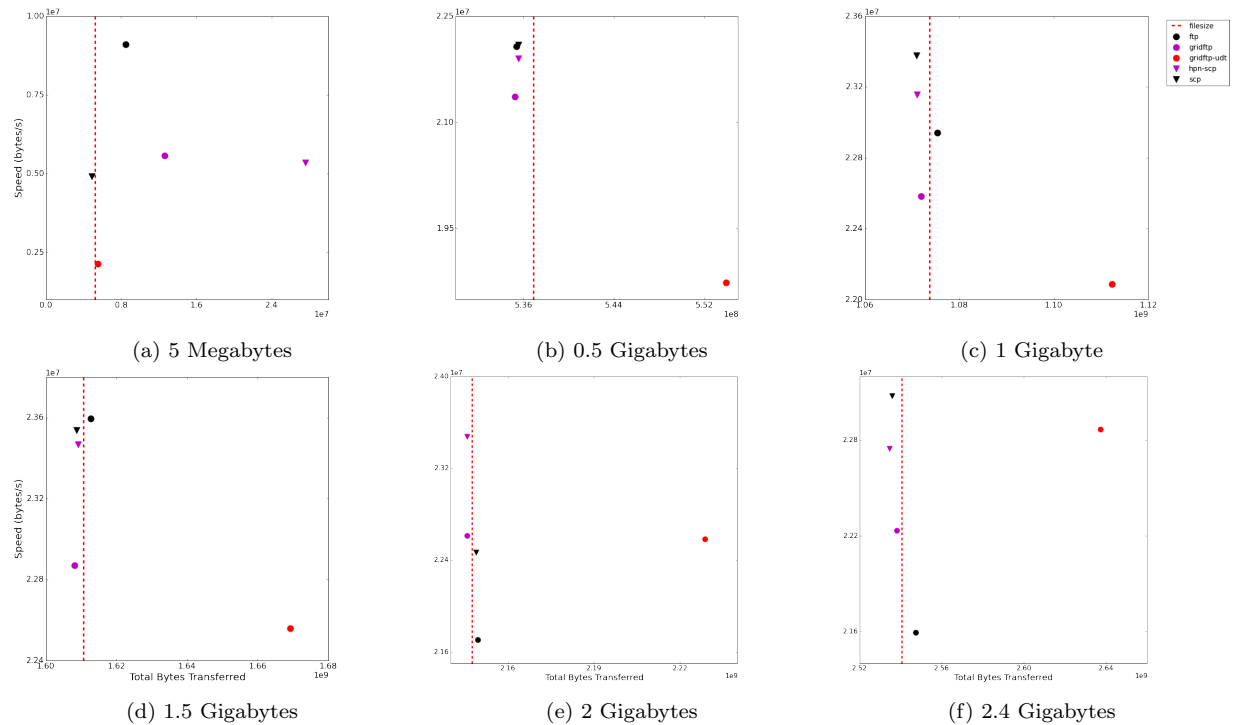 1e7
1.00
0.75
0.50
0.25
Speed (bytes/s)
0.0 0.8 1.6 2.4
1e7
(a) 5 Megabytes
1e7
2.25
2.10
1.95
5.36 5.44 5.52
1e8
(b) 0.5 Gigabytes
1e7
2.36
2.32
2.28
2.24
2.20
1.06 1.08 1.10 1.12
1e9
(c) 1 Gigabyte
filesize
ftp
gridftp
gridftp-udt
hpn-scp
scp
1e7
2.36
2.32
2.28
2.24
Speed (bytes/s)
1.60 1.62 1.64 1.66 1.68
Total Bytes Transferred 1e9
(d) 1.5 Gigabytes
1e7
2.40
2.32
2.24
2.16
2.16 2.19 2.22
Total Bytes Transferred 1e9
(e) 2 Gigabytes
1e7
2.28
2.22
2.16
2.52 2.56 2.60 2.64
Total Bytes Transferred 1e9
(f) 2.4 Gigabytes